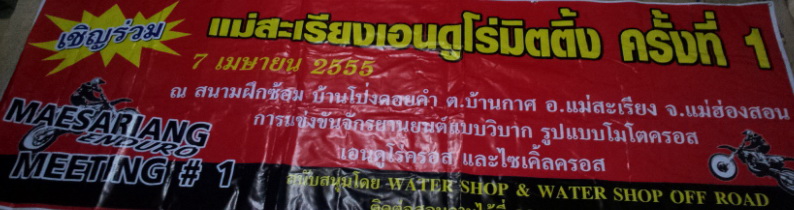 เชิญร่วม
แม่สะเรียงเอนดูโร่มิตติ้ง ครั้งที่ 1
7 เมษายน 2555
ณ สนามฝึกซ้อม บ้านโป่งดอยคำ ต.บ้านกาศ อ.แม่สะเรียง จ.แม่ฮ่องสอน
การแข่งขันจักรยานยนต์แบบวิบาก รูปแบบโมโตครอส
เอนดูโร่ครอส และไซเคิ้ลครอส
MAESARIANG
ENDURO
MEETING # 1
สนับสนุนโดย WATER SHOP & WATER SHOP OFF ROAD